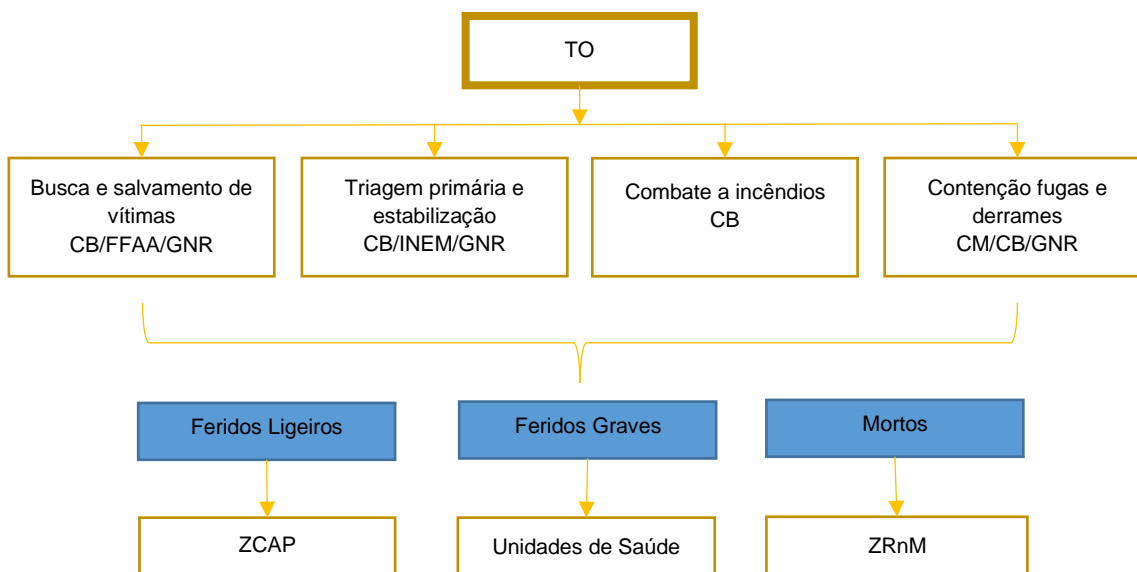 TO
Busca e salvamento de
vítimas
CB/FFAA/GNR
Triagem primária e
estabilização
CB/INEM/GNR
Combate a incêndios
CB
Contenção fugas e
derrames
CM/CB/GNR
Feridos Ligeiros
Feridos Graves
Mortos
ZCAP
Unidades de Saúde
ZRnM